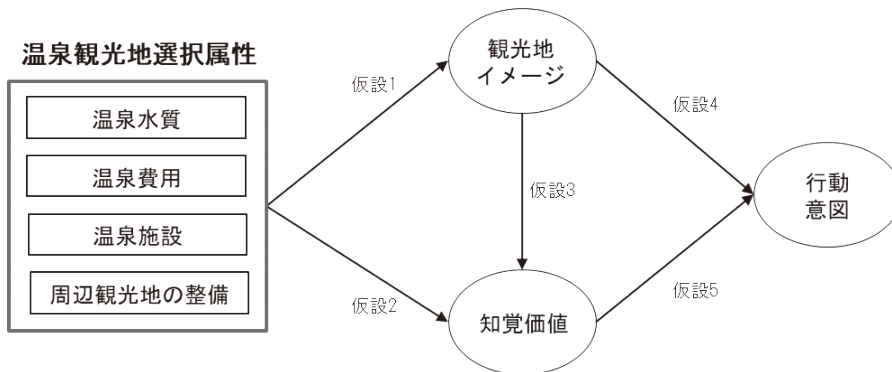 温泉観光地選択属性
温泉水質
温泉費用
温泉施設
周辺観光地の整備
仮設1
仮設2
観光地
イメージ
仮設3
知覚価値
仮設4
仮設5
行動
意図